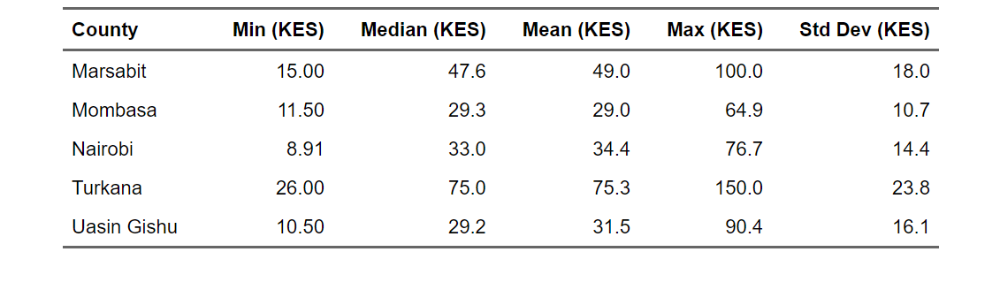 County Min (KES) Median (KES) Mean (KES) Max (KES) Std Dev (KES)
Marsabit 15.00 47.6 49.0 100.0 18.0
Mombasa 11.50 29.3 29.0 64.9 10.7
Nairobi 8.91 33.0 34.4 76.7 14.4
Turkana 26.00 75.0 75.3 150.0 23.8
Uasin Gishu 10.50 29.2 31.5 90.4 16.1